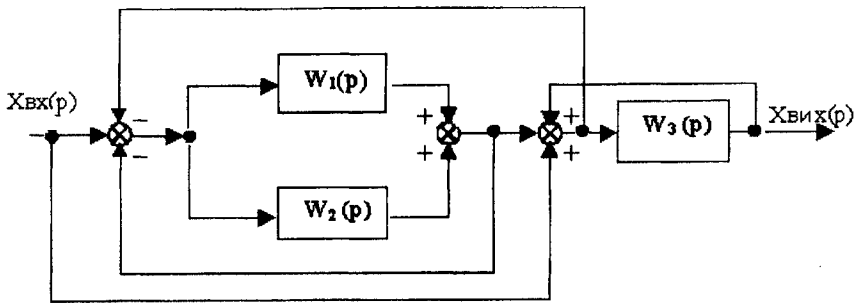 W₁(p)
Xвх(p)
− + +
W₃ (p)
Xвих(p)
− + +
W₂ (p)